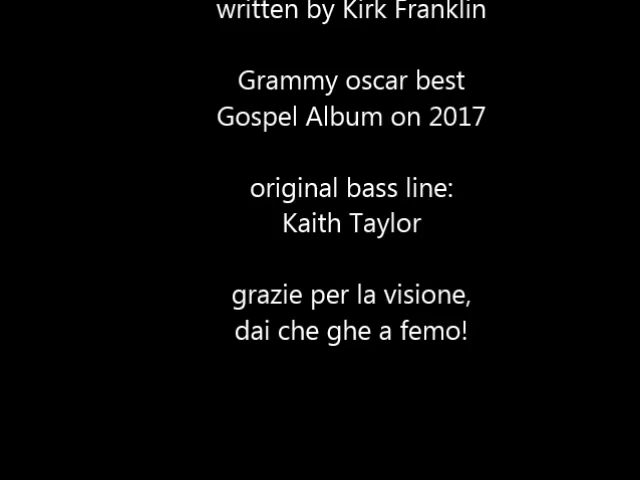 written by Kirk Franklin
Grammy oscar best
Gospel Album on 2017
original bass line:
Kaith Taylor
grazie per la visione,
dai che ghe a femo!